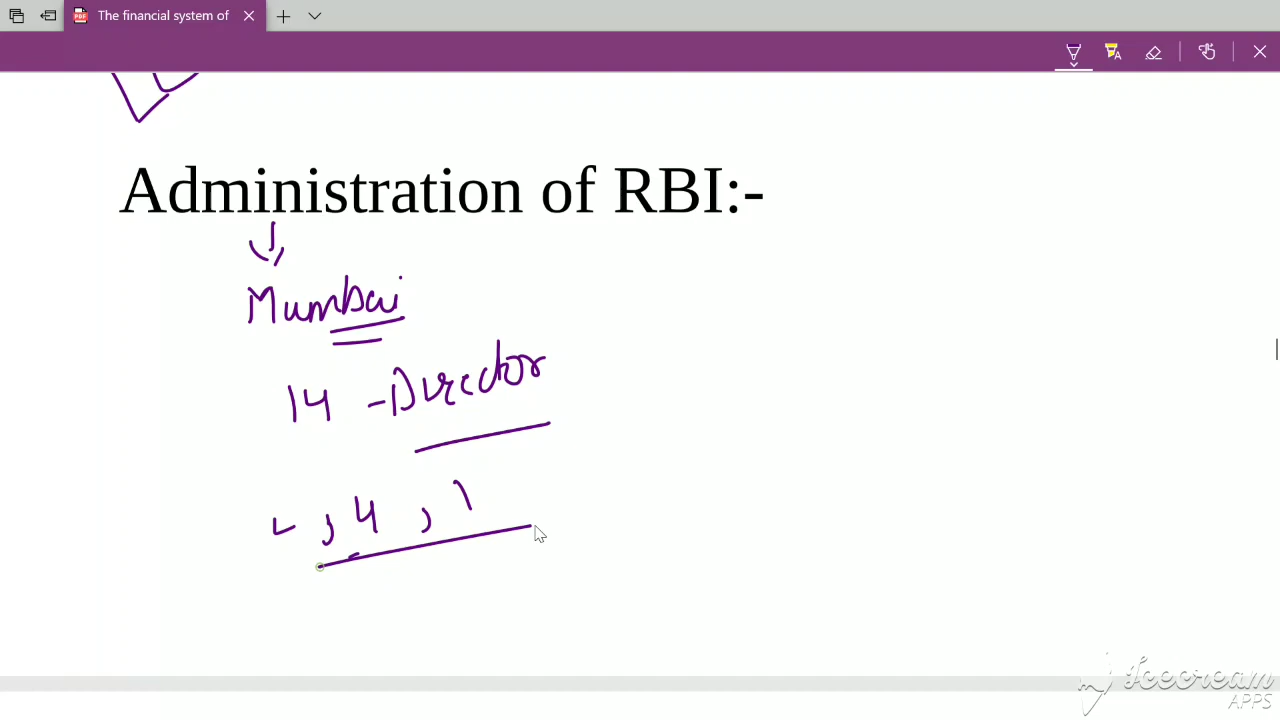 The financial system of
Administration of RBI:-
Mumbai
14 - Director
, 4 , 1
Icecream
APPS